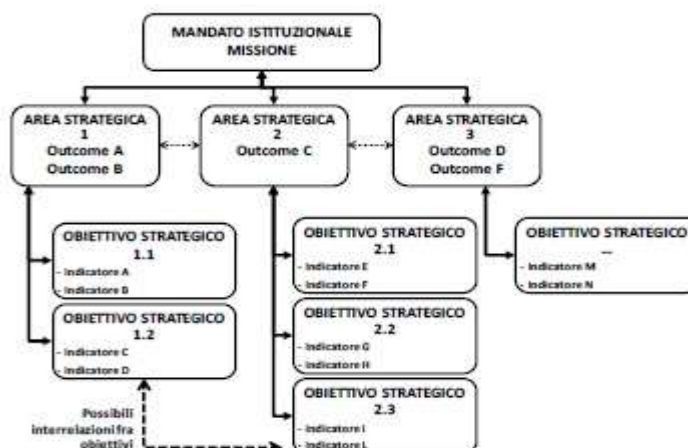 MANDATO ISTITUZIONALE
MISSIONE
AREA STRATEGICA
1
Outcome A
Outcome B
AREA STRATEGICA
2
Outcome C
AREA STRATEGICA
3
Outcome D
Outcome F
OBIETTIVO STRATEGICO
1.1
- Indicatore A
- Indicatore B
OBIETTIVO STRATEGICO
1.2
- Indicatore C
- Indicatore D
OBIETTIVO STRATEGICO
2.1
- Indicatore E
- Indicatore F
OBIETTIVO STRATEGICO
2.2
- Indicatore G
- Indicatore H
OBIETTIVO STRATEGICO
2.3
- Indicatore I
- Indicatore L
OBIETTIVO STRATEGICO
...
- Indicatore M
- Indicatore N
Possibili
interrelazioni fra
obiettivi